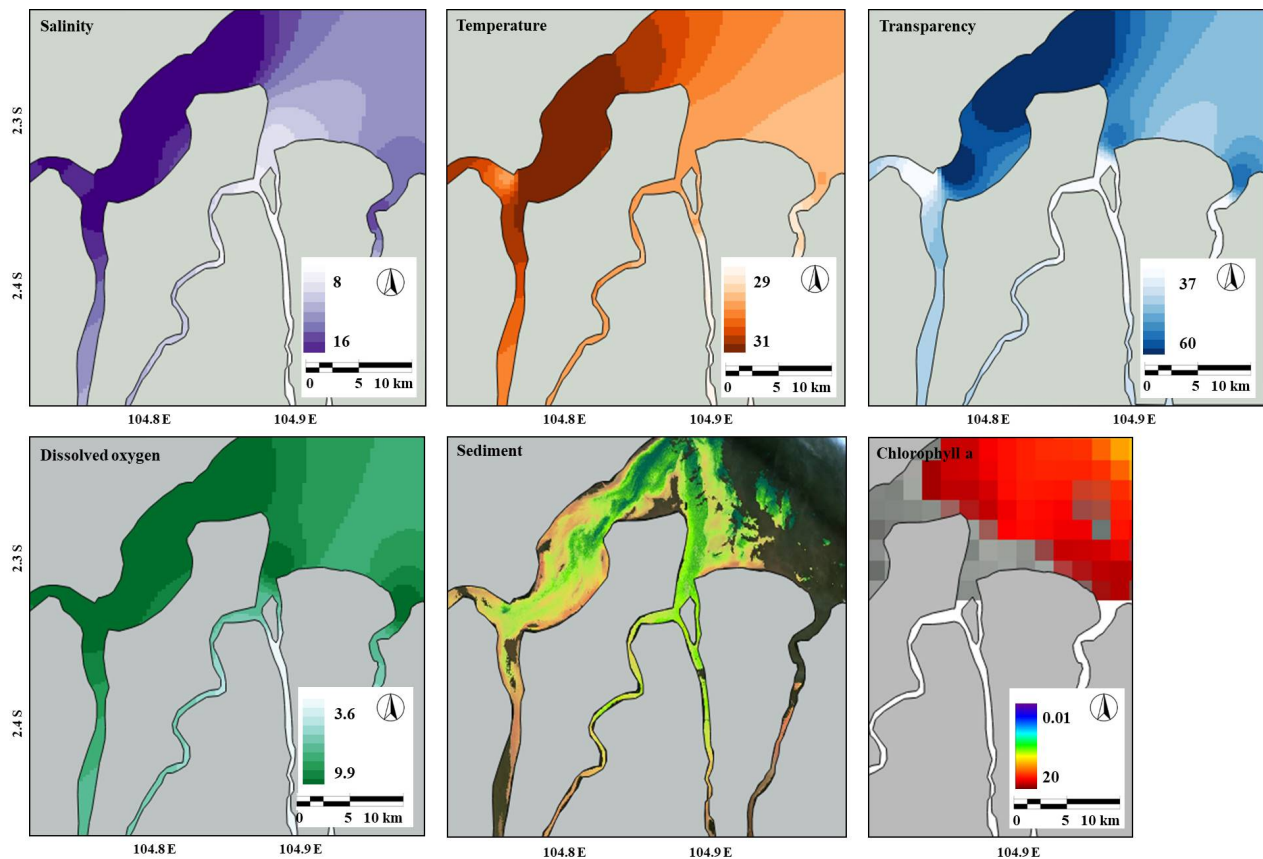 Salinity
Temperature
Transparency
2.3 S
2.4 S
8
16
0 5 10 km
29
31
0 5 10 km
37
60
0 5 10 km
104.8 E
104.9 E
104.8 E
104.9 E
104.8 E
104.9 E
Dissolved oxygen
Sediment
Chlorophyll a
2.3 S
2.4 S
3.6
9.9
0 5 10 km
0.01
20
0 5 10 km
104.8 E
104.9 E
104.8 E
104.9 E
104.9 E